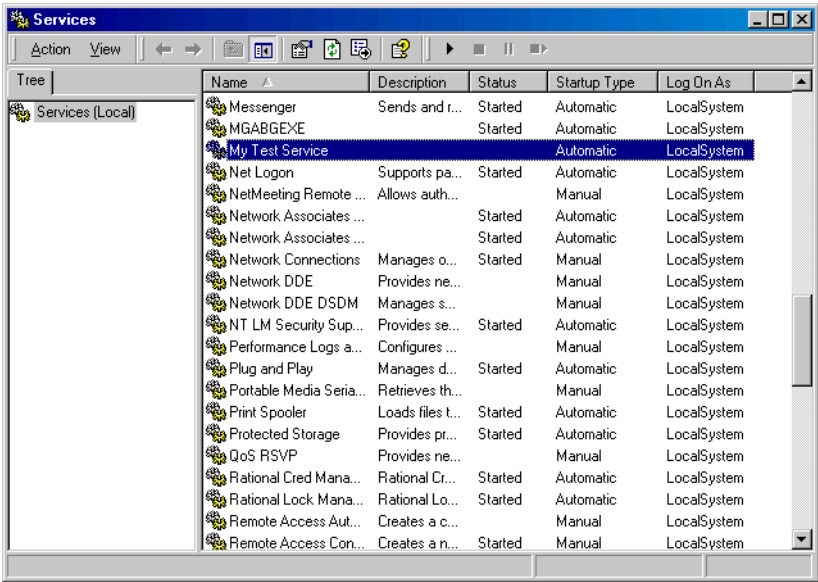 Services
Action View
Tree
Services (Local)
Name Description Status Startup Type Log On As
Messenger Sends and r... Started Automatic LocalSystem
MGABGEXE Started Automatic LocalSystem
My Test Service Automatic LocalSystem
Net Logon Supports pa... Started Automatic LocalSystem
NetMeeting Remote ... Allows auth... Manual LocalSystem
Network Associates ... Started Automatic LocalSystem
Network Associates ... Started Automatic LocalSystem
Network Connections Manages o... Started Manual LocalSystem
Network DDE Provides ne... Manual LocalSystem
Network DDE DSDM Manages s... Manual LocalSystem
NT LM Security Sup... Provides se... Started Automatic LocalSystem
Performance Logs a... Configures ... Manual LocalSystem
Plug and Play Manages d... Started Automatic LocalSystem
Portable Media Seria... Retrieves th... Manual LocalSystem
Print Spooler Loads files t... Started Automatic LocalSystem
Protected Storage Provides pr... Started Automatic LocalSystem
QoS RSVP Provides ne... Manual LocalSystem
Rational Cred Mana... Rational Cr... Started Automatic LocalSystem
Rational Lock Mana... Rational Lo... Started Automatic LocalSystem
Remote Access Aut... Creates a c... Manual LocalSystem
Remote Access Con... Creates a n... Started Manual LocalSystem